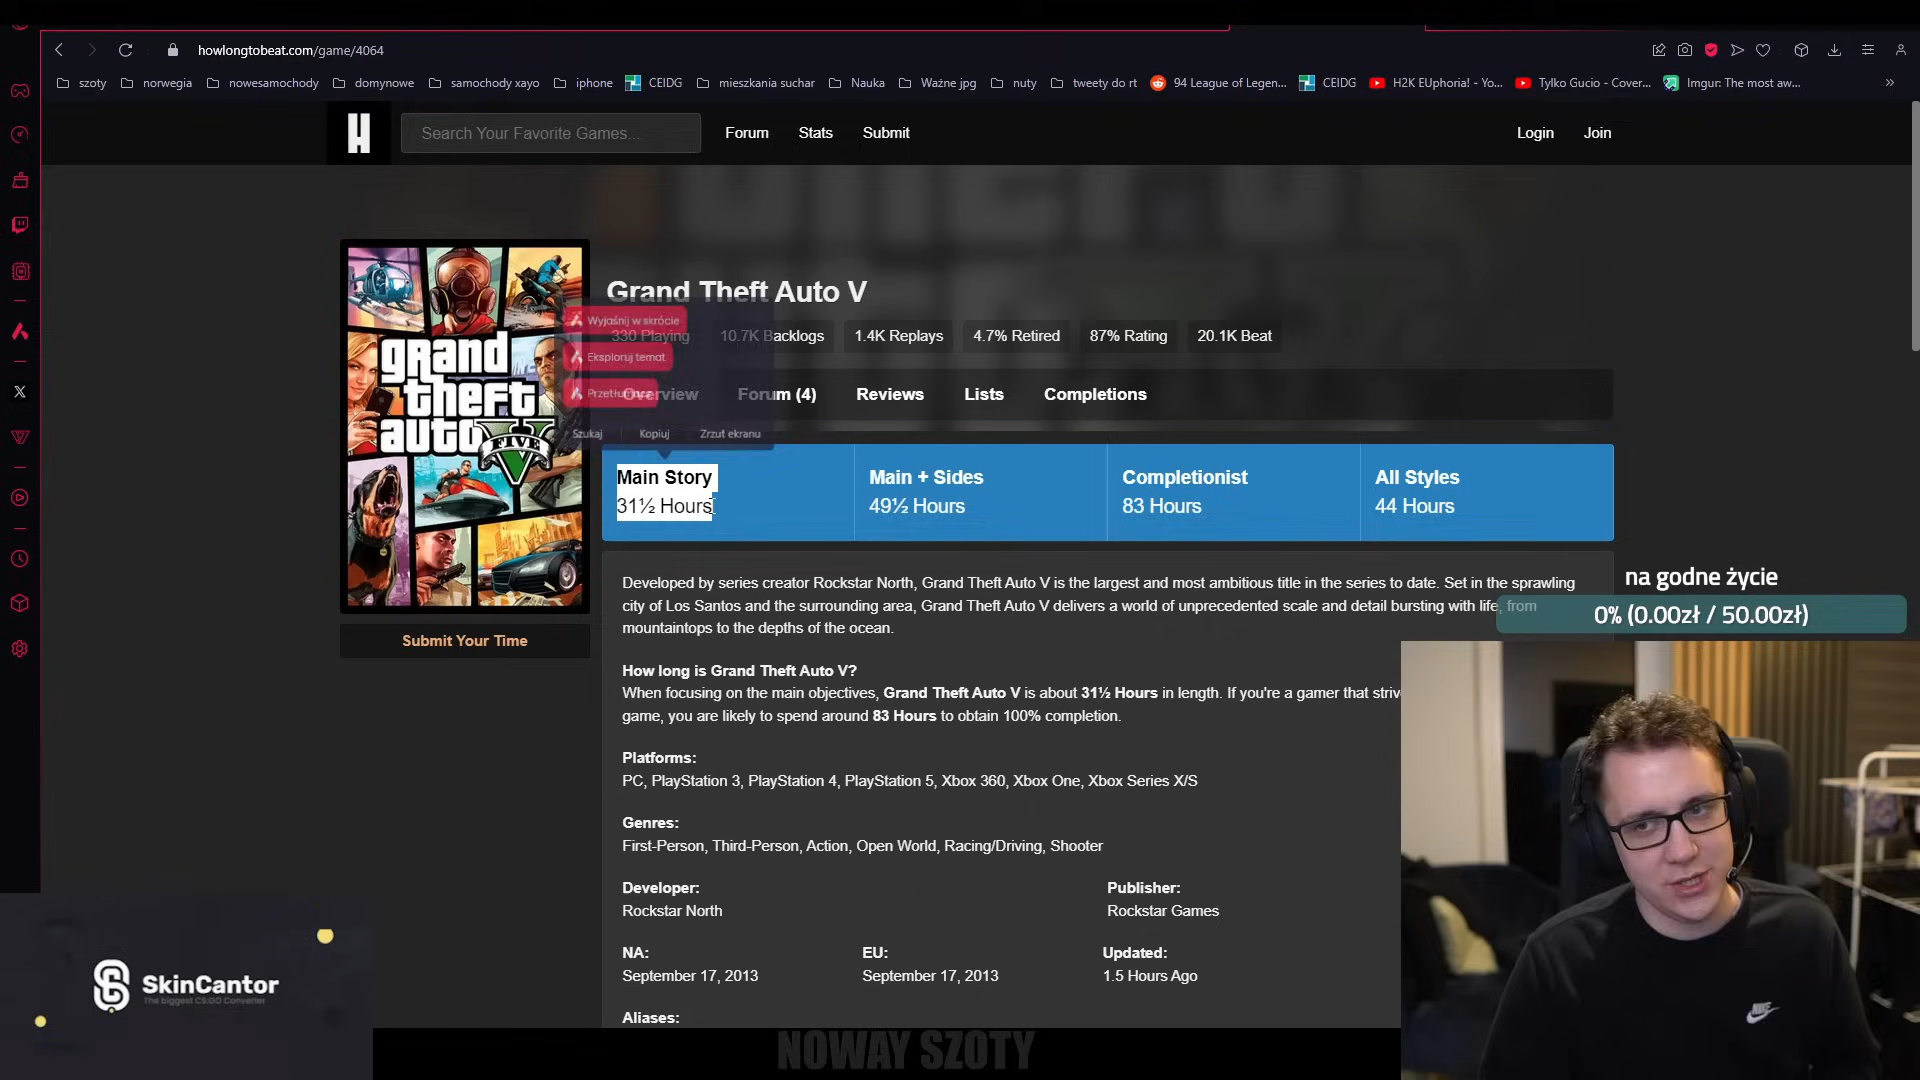 howlongtobeat.com/game/4064
szoty
norwegia
nowesamochody
domynowe
samochody xayo
iphone
CEIDG
mieszkania suchar
Nauka
Ważne jpg
nuty
tweety do rt
94 League of Legen...
CEIDG
H2K EUphoria! - Yo...
Tylko Gucio - Cover...
Imgur: The most aw...
H
Search Your Favorite Games...
Forum
Stats
Submit
Login
Join
grand
theft
auto
FIVE
Grand Theft Auto V
330 Playing
10.7K Backlogs
1.4K Replays
4.7% Retired
87% Rating
20.1K Beat
Wyjaśnij w skrócie
Eksploruj temat
Przetłumacz
Szukaj
Kopiuj
Zrzut ekranu
Overview
Forum (4)
Reviews
Lists
Completions
Main Story
31½ Hours
Main + Sides
49½ Hours
Completionist
83 Hours
All Styles
44 Hours
Submit Your Time
Developed by series creator Rockstar North, Grand Theft Auto V is the largest and most ambitious title in the series to date. Set in the sprawling
city of Los Santos and the surrounding area, Grand Theft Auto V delivers a world of unprecedented scale and detail bursting with life, from
mountaintops to the depths of the ocean.
How long is Grand Theft Auto V?
When focusing on the main objectives, Grand Theft Auto V is about 31½ Hours in length. If you're a gamer that striv
game, you are likely to spend around 83 Hours to obtain 100% completion.
Platforms:
PC, PlayStation 3, PlayStation 4, PlayStation 5, Xbox 360, Xbox One, Xbox Series X/S
Genres:
First-Person, Third-Person, Action, Open World, Racing/Driving, Shooter
Developer:
Rockstar North
Publisher:
Rockstar Games
NA:
September 17, 2013
EU:
September 17, 2013
Updated:
1.5 Hours Ago
Aliases:
na godne życie
0% (0.00zł / 50.00zł)
SkinCantor
The biggest CS:GO Converter
NOWAY SZOTY